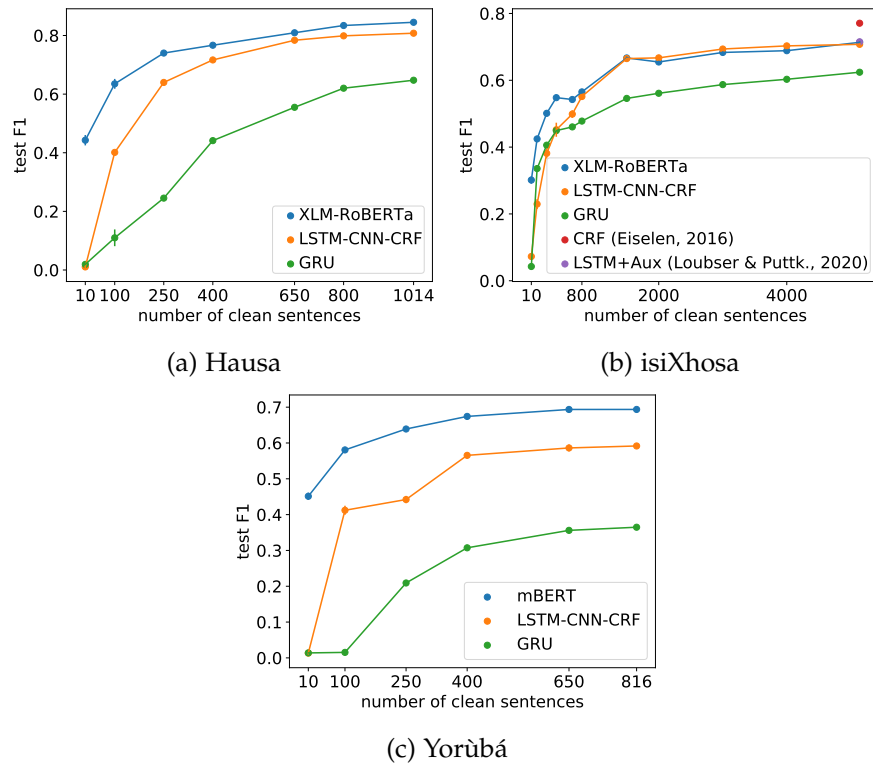 0.8
0.6
0.4
0.2
0.0
test F1
XLM-RoBERTa
LSTM-CNN-CRF
GRU
10 100 250 400 650 800 1014
number of clean sentences
(a) Hausa
0.8
0.6
0.4
0.2
0.0
test F1
XLM-RoBERTa
LSTM-CNN-CRF
GRU
CRF (Eiselen, 2016)
LSTM+Aux (Loubser & Puttk., 2020)
10 800 2000 4000
number of clean sentences
(b) isiXhosa
0.7
0.6
0.5
0.4
0.3
0.2
0.1
0.0
test F1
mBERT
LSTM-CNN-CRF
GRU
10 100 250 400 650 816
number of clean sentences
(c) Yorùbá